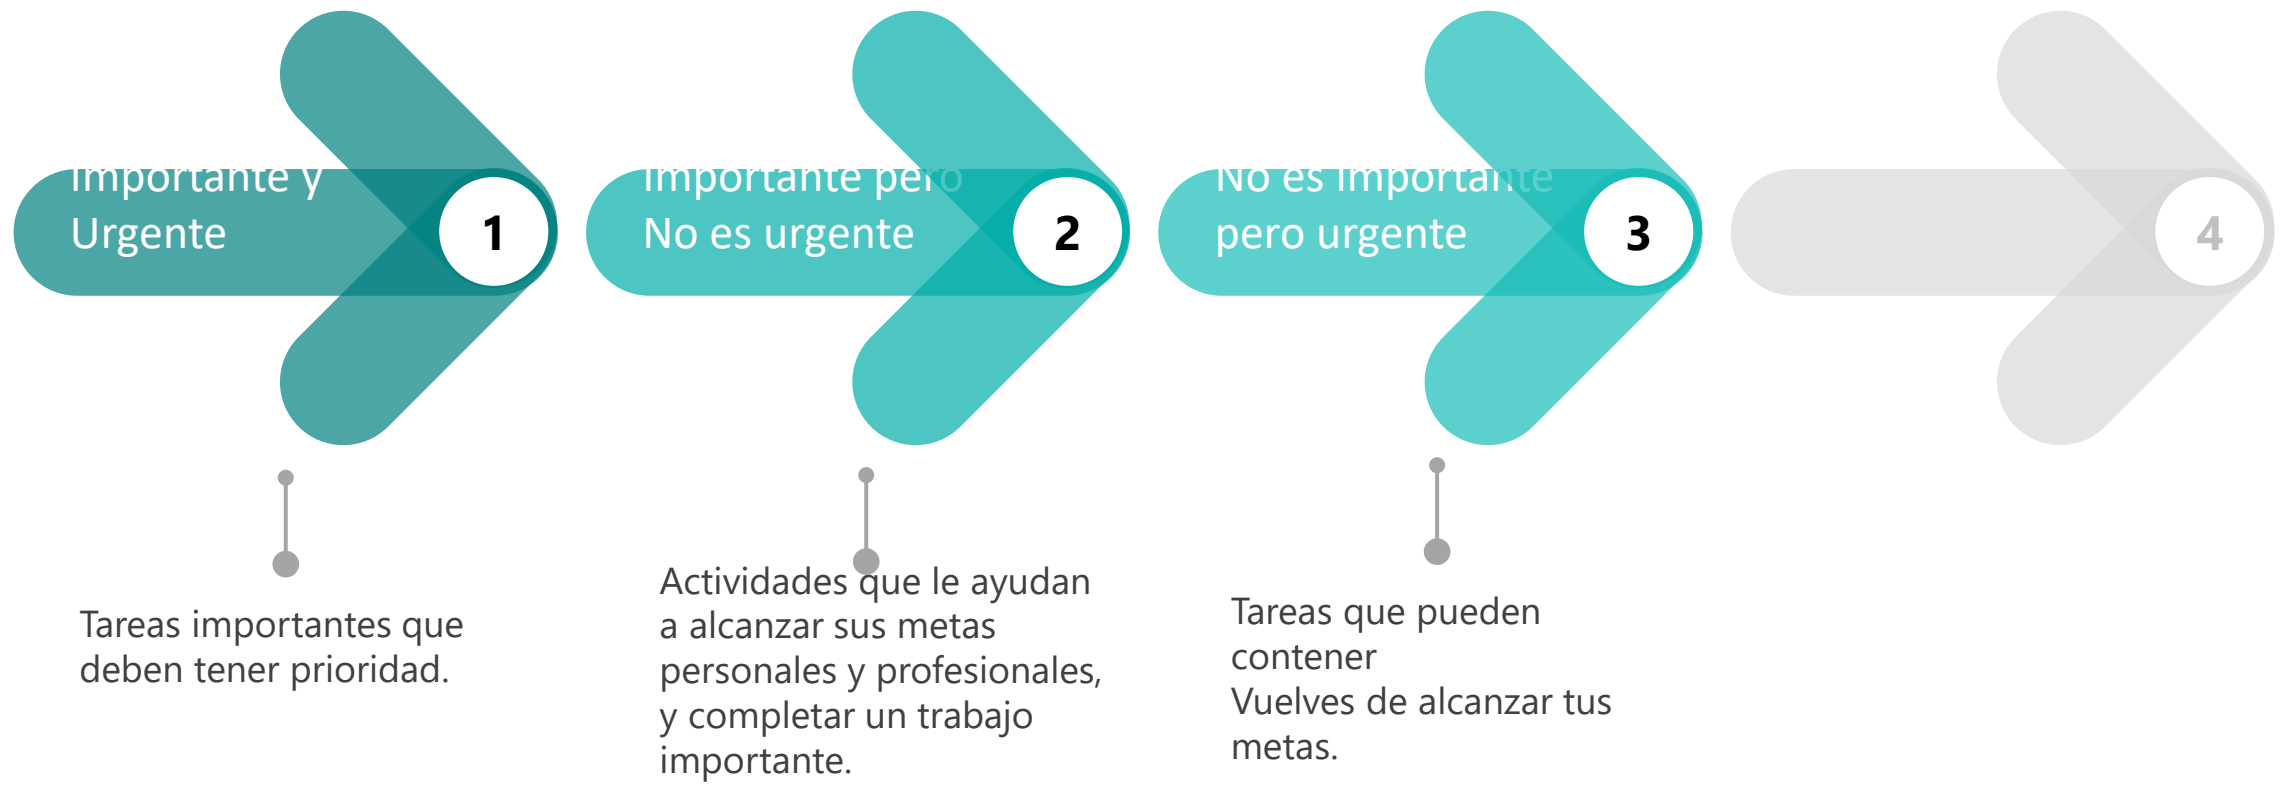 Importante y
Urgente
1
Importante pero
No es urgente
2
No es importante
pero urgente
3
4
Tareas importantes que
deben tener prioridad.
Actividades que le ayudan
a alcanzar sus metas
personales y profesionales,
y completar un trabajo
importante.
Tareas que pueden
contener
Vuelves de alcanzar tus
metas.